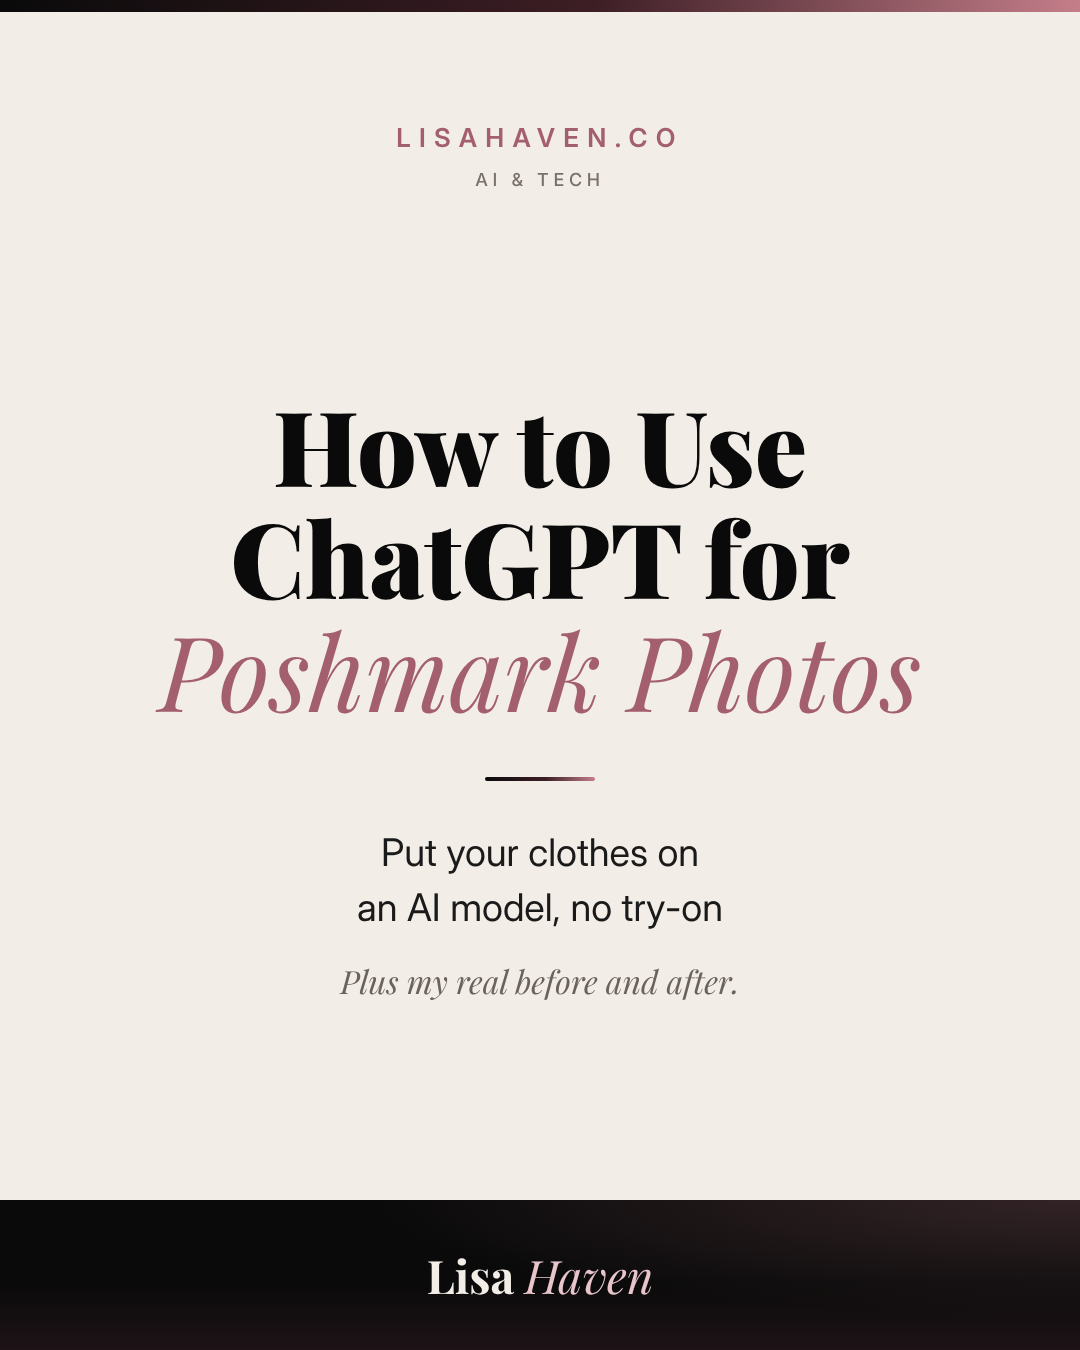 LISAHAVEN.CO
AI & TECH
How to Use
ChatGPT for
Poshmark Photos
Put your clothes on
an AI model, no try-on
Plus my real before and after.
Lisa Haven